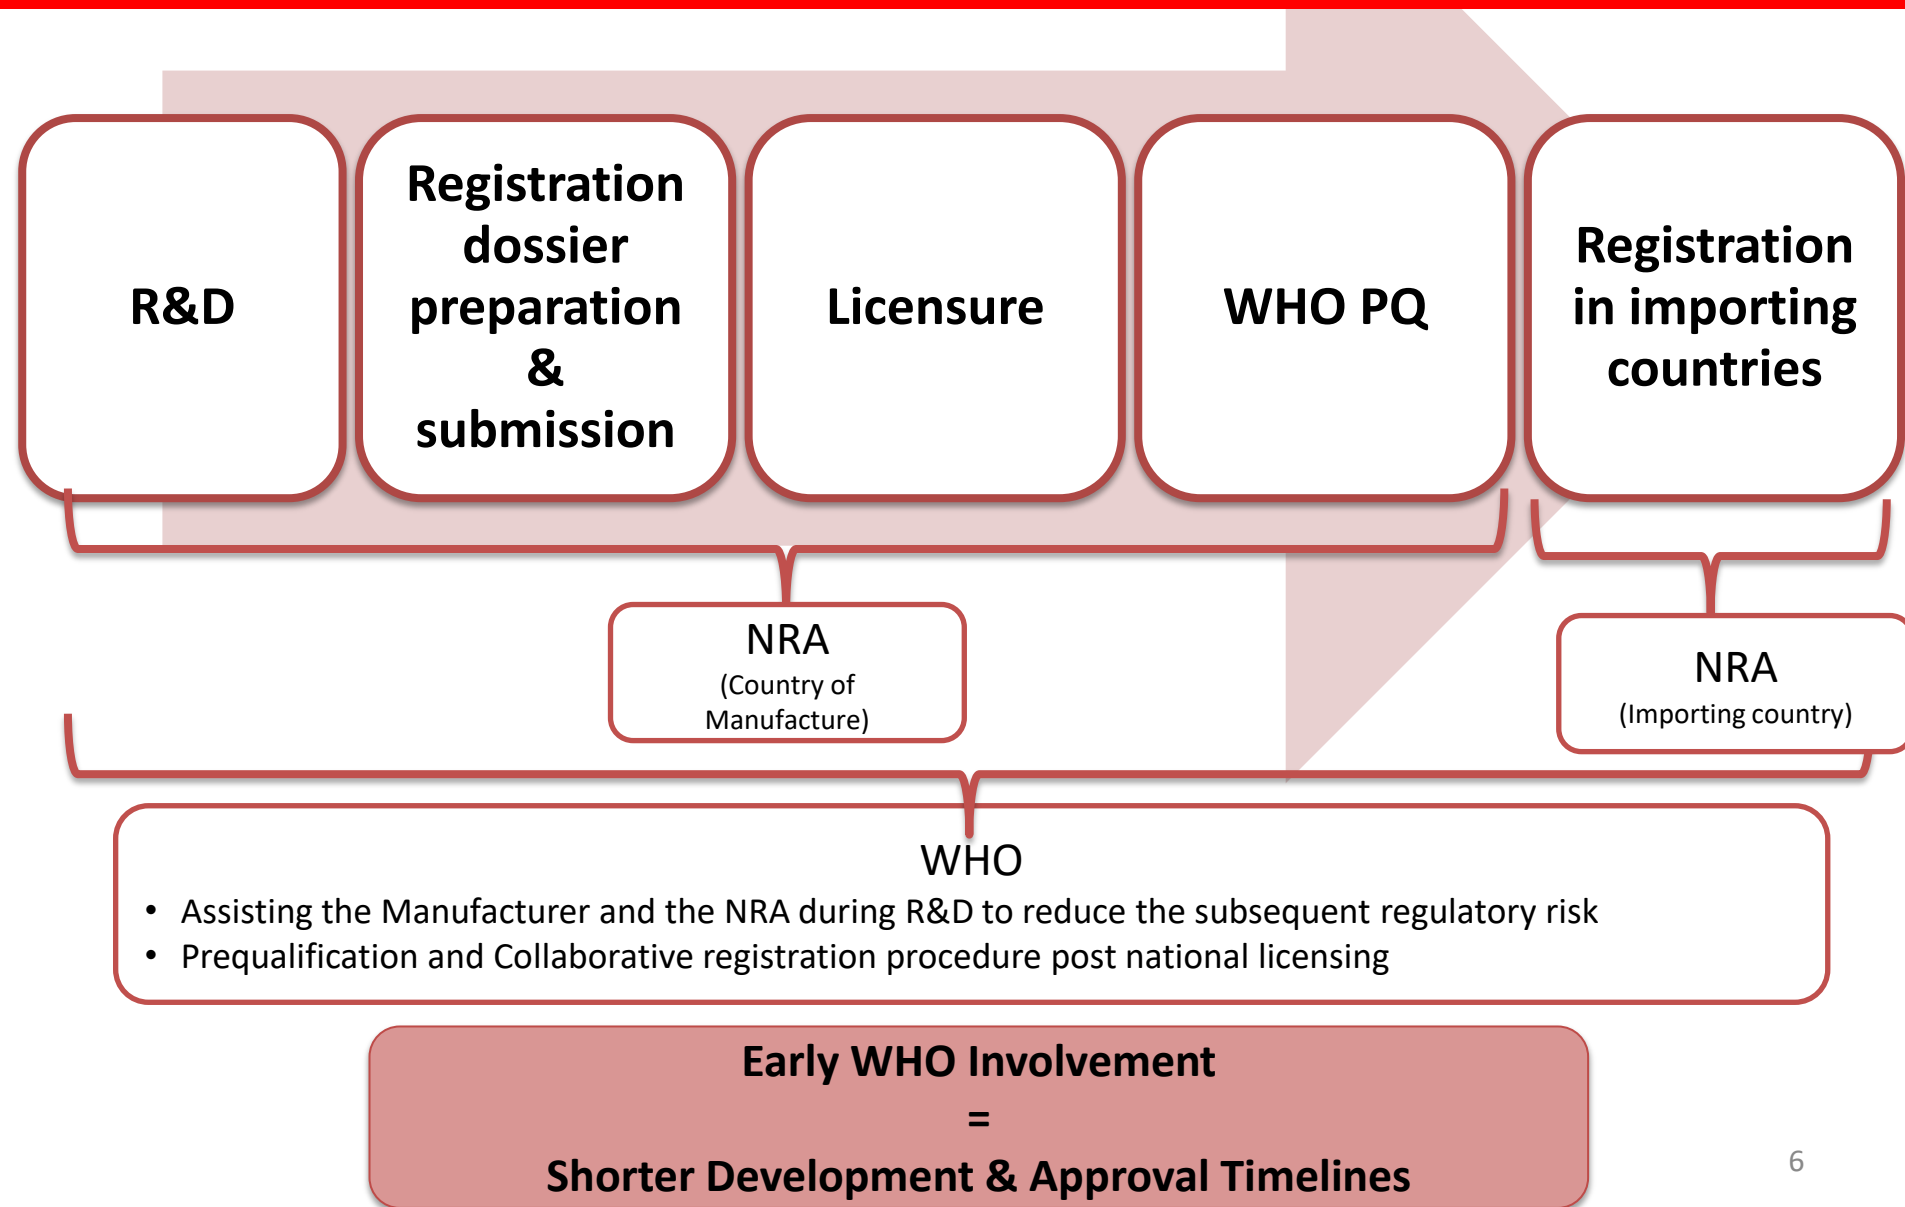 R&D
Registration
dossier
preparation
&
submission
Licensure
WHO PQ
Registration
in importing
countries
NRA
(Country of
Manufacture)
NRA
(Importing country)
WHO
• Assisting the Manufacturer and the NRA during R&D to reduce the subsequent regulatory risk
• Prequalification and Collaborative registration procedure post national licensing
Early WHO Involvement
=
Shorter Development & Approval Timelines
6